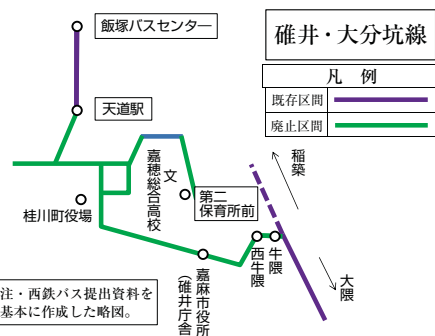 飯塚バスセンター
碓井・大分坑線
凡　例
既存区間
廃止区間
天道駅
稲築
嘉穂総合高校
文
第二
保育所前
桂川町役場
牛隈
西牛隈
大隈
嘉麻市役所
（碓井庁舎）
注・西鉄バス提出資料を
基本に作成した略図。